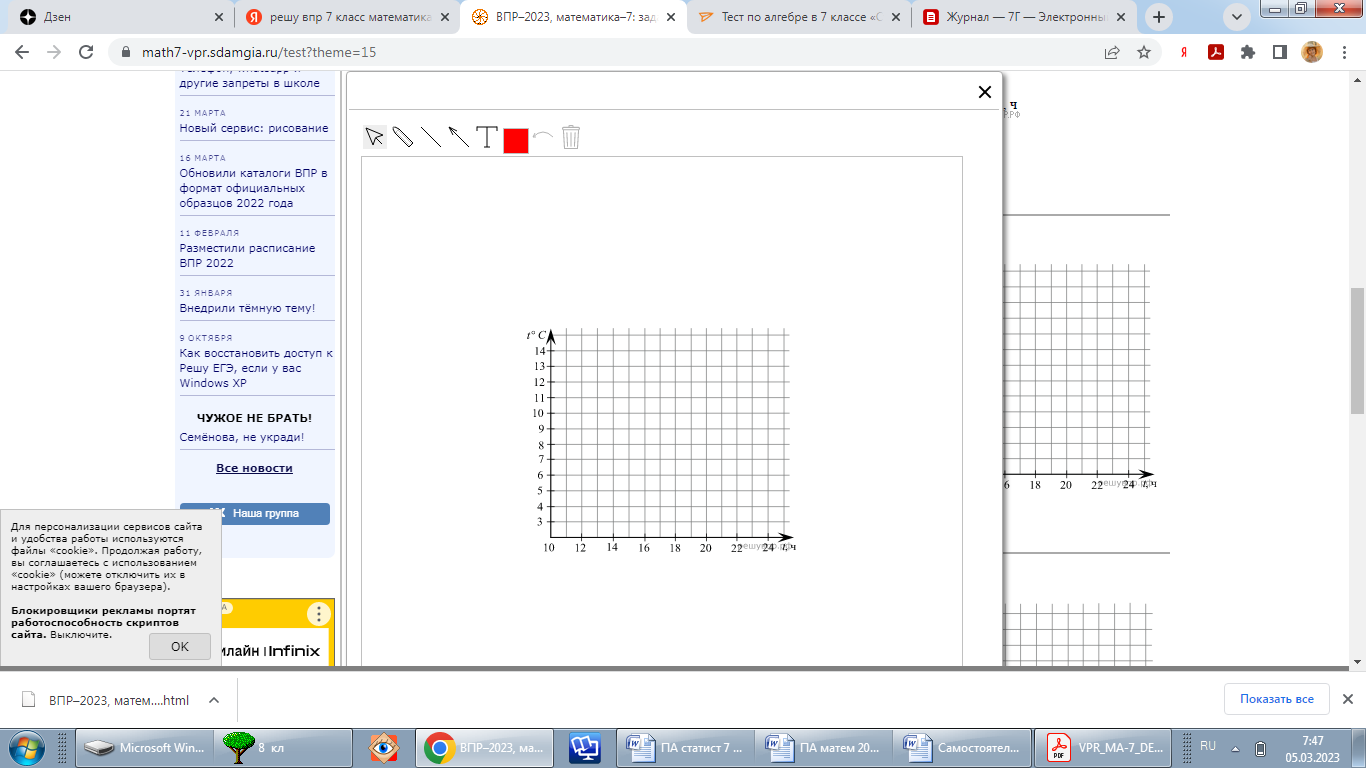 Дзен
решу впр 7 класс математика
ВПР–2023, математика–7: зад
Тест по алгебре в 7 классе «С
Журнал — 7Г — Электронны
math7-vpr.sdamgia.ru/test?theme=15
другие запреты в школе
21 МАРТА
Новый сервис: рисование
16 МАРТА
Обновили каталоги ВПР в
формат официальных
образцов 2022 года
11 ФЕВРАЛЯ
Разместили расписание
ВПР 2022
31 ЯНВАРЯ
Внедрили тёмную тему!
9 ОКТЯБРЯ
Как восстановить доступ к
Решу ЕГЭ, если у вас
Windows XP
ЧУЖОЕ НЕ БРАТЬ!
Семёнова, не укради!
Все новости
Наша группа
Для персонализации сервисов сайта
и удобства работы используются
файлы «cookie». Продолжая работу,
вы соглашаетесь с использованием
«cookie» (можете отключить их в
настройках вашего браузера).
Блокировщики рекламы портят
работоспособность скриптов
сайта. Выключите.
OK
илайн Infinix
T
t° C
14
13
12
11
10
9
8
7
6
5
4
3
10 12 14 16 18 20 22 24 t, ч
ч
6 18 20 22 24 t, ч
ВПР–2023, матем....html
Показать все
Microsoft Win...
8 кл
ВПР–2023, ма...
ПА статист 7 ...
ПА матем 20...
Самостоятел...
VPR_MA-7_DE...
RU
7:47
05.03.2023